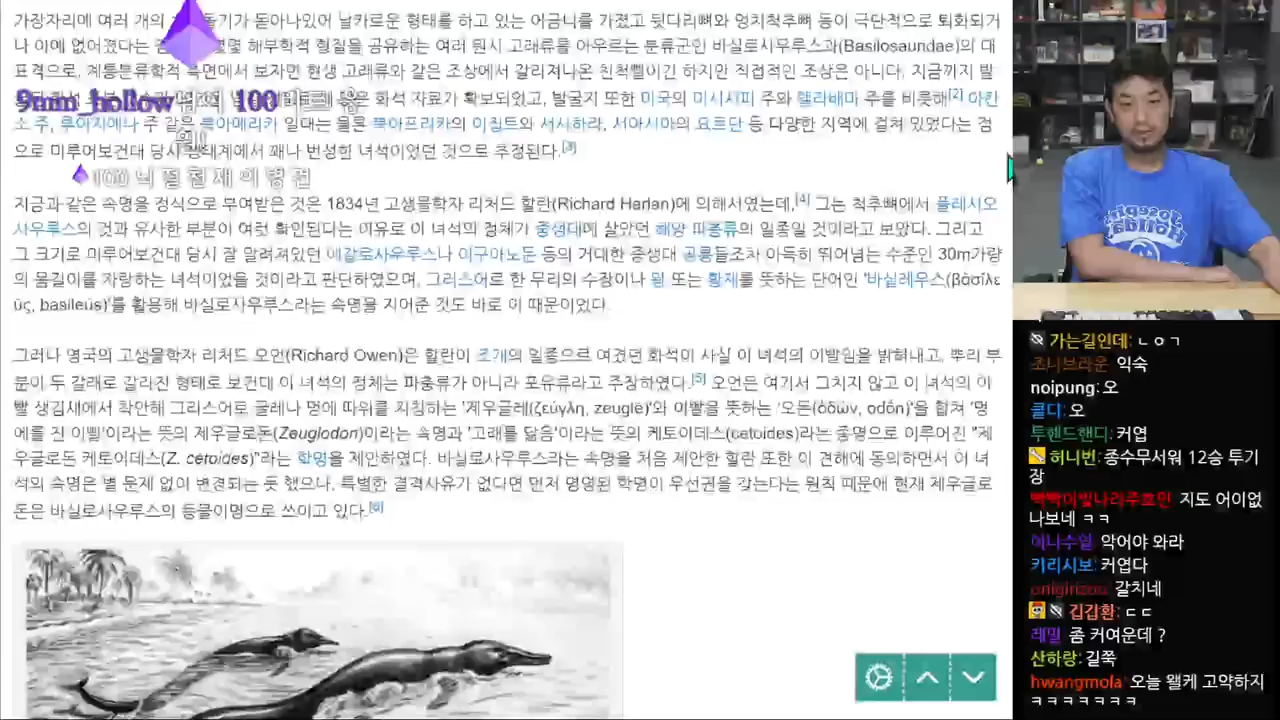 가장자리에 여러 개의 돌기가 돋아나있어 날카로운 형태를 하고 있는 어금니를 가졌고 뒷다리뼈와 엉치척추뼈 등이 극단적으로 퇴화되거
나 아예 없어졌다는 해부학적 형질을 공유하는 여러 원시 고래류를 아우르는 분류군인 바실로사우루스과(Basilosauridae)의 대
표격으로, 계통분류학적 측면에서 보자면 현생 고래류와 같은 조상에서 갈라져나온 친척뻘이긴 하지만 직접적인 조상은 아니다. 지금까지 발
9mm_hollow 100
화석 자료가 확보되었고, 발굴지 또한 미국의 미시시피 주와 앨라배마 주를 비롯해[2] 아칸
소 주, 루이지애나 주 같은 북아메리카 일대는 물론 북아프리카의 이집트와 서사하라, 서아시아의 요르단 등 다양한 지역에 걸쳐 있었다는 점
으로 미루어보건대 당시 생태계에서 꽤나 번성한 녀석이었던 것으로 추정된다.[3]
지금과 같은 속명을 정식으로 부여받은 것은 1834년 고생물학자 리처드 할란(Richard Harlan)에 의해서였는데,[4] 그는 척추뼈에서 플레시오
사우루스의 것과 유사한 부분이 여럿 확인된다는 이유로 이 녀석의 정체가 중생대에 살았던 해양 파충류의 일종일 것이라고 보았다. 그리고
그 크기로 미루어보건대 당시 잘 알려져있던 메갈로사우루스나 이구아노돈 등의 거대한 중생대 공룡들조차 아득히 뛰어넘는 수준인 30m가량
의 몸길이를 자랑하는 녀석이었을 것이라고 판단하였으며, 그리스어로 한 무리의 수장이나 왕 또는 황제를 뜻하는 단어인 '바실레우스(βασιλε
ύς, basileús)'를 활용해 바실로사우루스라는 속명을 지어준 것도 바로 이 때문이었다.
그러나 영국의 고생물학자 리처드 오언(Richard Owen)은 할란이 조개의 일종으로 여겼던 화석이 사실 이 녀석의 이빨임을 밝혀내고, 뿌리 부
분이 두 갈래로 갈라진 형태로 보건대 이 녀석의 정체는 파충류가 아니라 포유류라고 주장하였다.[5] 오언은 여기서 그치지 않고 이 녀석의 이
빨 생김새에서 착안해 그리스어로 굴레나 멍에 따위를 지칭하는 '제우글레(ζεύγλη, zeugle)'와 이빨을 뜻하는 '오돈(ὀδών, odón)'을 합쳐 '멍
에를 진 이빨'이라는 뜻의 제우글로돈(Zeuglodon)이라는 속명과 '고래를 닮음'이라는 뜻의 케토이데스(cetoides)라는 종명으로 이루어진 "제
우글로돈 케토이데스(Z. cetoides)"라는 학명을 제안하였다. 바실로사우루스라는 속명을 처음 제안한 할란 또한 이 견해에 동의하면서 이 녀
석의 속명은 별 문제 없이 변경되는 듯 했으나, 특별한 결격사유가 없다면 먼저 명명된 학명이 우선권을 갖는다는 원칙 때문에 현재 제우글로
돈은 바실로사우루스의 동물이명으로 쓰이고 있다.[6]
가는길인데: ㄴㅇㄱ
조니브라운 익숙
noipung: 오
쿨디: 오
투핸드핸디: 커엽
허니번: 종수무서워 12승 투기
장
빡빡이빛나리주호민 지도 어이없
나보네 ㅋㅋ
이나수일 악어야 와라
키리시보: 커엽다
onigirizou: 갈치네
김감환: ㄷㄷ
레밀 좀 커여운데 ?
산하랑: 길쭉
hwangmola: 오늘 왤케 고약하지
ㅋㅋㅋㅋㅋㅋㅋ